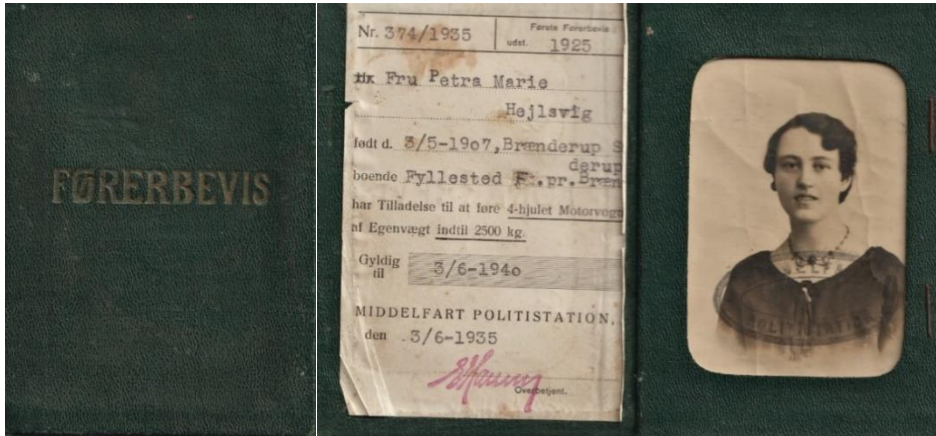 FØRERBEVIS
Nr. 374/1935
Første Førerbevis
udst. 1925
Fru Petra Marie
Hejlsvig
født d. 3/5-19o7, Brænderup S
derup
boende Fyllested .pr.Bræn
har Tilladelse til at føre 4-hjulet Motorvogn
af Egenvægt indtil 2500 kg.
Gyldig
til 3/6-194o
MIDDELFART POLITISTATION,
den 3/6-1935
Overbetjent.